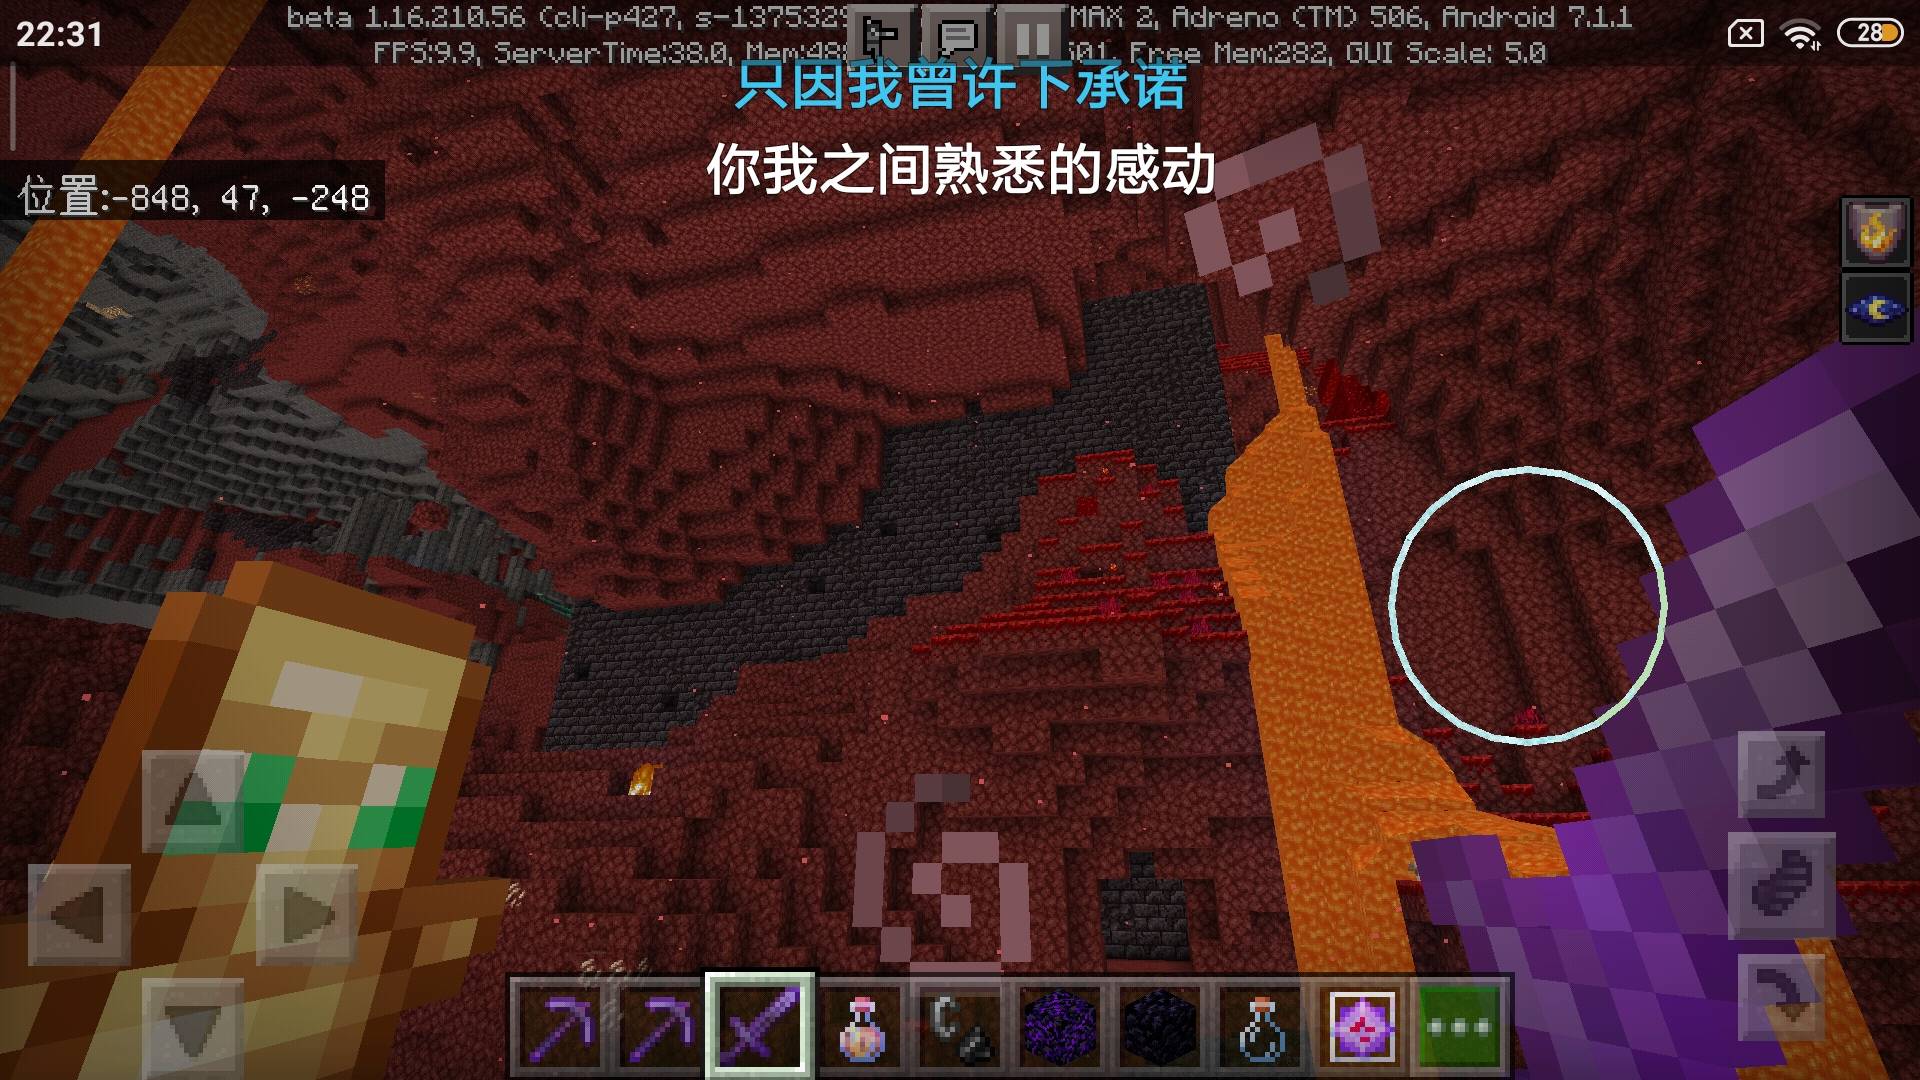 22:31
beta 1.16.210.56 (cli-p427, s-1375329 MAX 2, Adreno (TM) 506, Android 7.1.1
28
FPS:9.9, ServerTime:38.0, Mem:48 501, Free Mem:282, GUI Scale: 5.0
只因我曾许下承诺
你我之间熟悉的感动
位置:-848, 47, -248